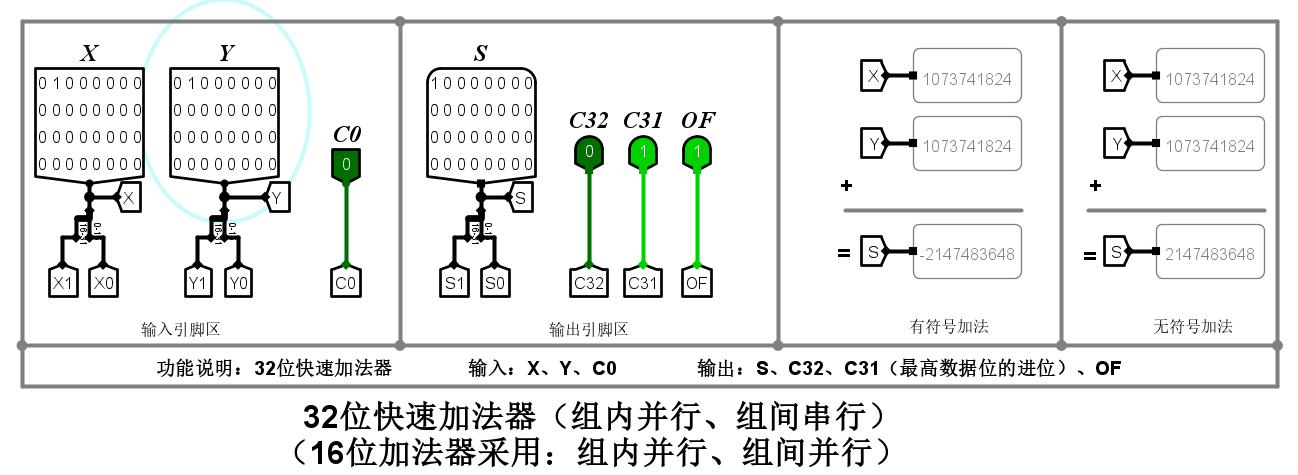 X
0 1 0 0 0 0 0 0
0 0 0 0 0 0 0 0
0 0 0 0 0 0 0 0
0 0 0 0 0 0 0 0
X
X1 X0
Y
0 1 0 0 0 0 0 0
0 0 0 0 0 0 0 0
0 0 0 0 0 0 0 0
0 0 0 0 0 0 0 0
Y
Y1 Y0
C0
0
C0
输入引脚区
S
1 0 0 0 0 0 0 0
0 0 0 0 0 0 0 0
0 0 0 0 0 0 0 0
0 0 0 0 0 0 0 0
S
S1 S0
C32 C31 OF
0 1 1
C32 C31 OF
输出引脚区
X 1073741824
Y 1073741824
+
= S -2147483648
有符号加法
X 1073741824
Y 1073741824
+
= S 2147483648
无符号加法
功能说明：32位快速加法器 输入：X、Y、C0 输出：S、C32、C31（最高数据位的进位）、OF
32位快速加法器（组内并行、组间串行）
（16位加法器采用：组内并行、组间并行）